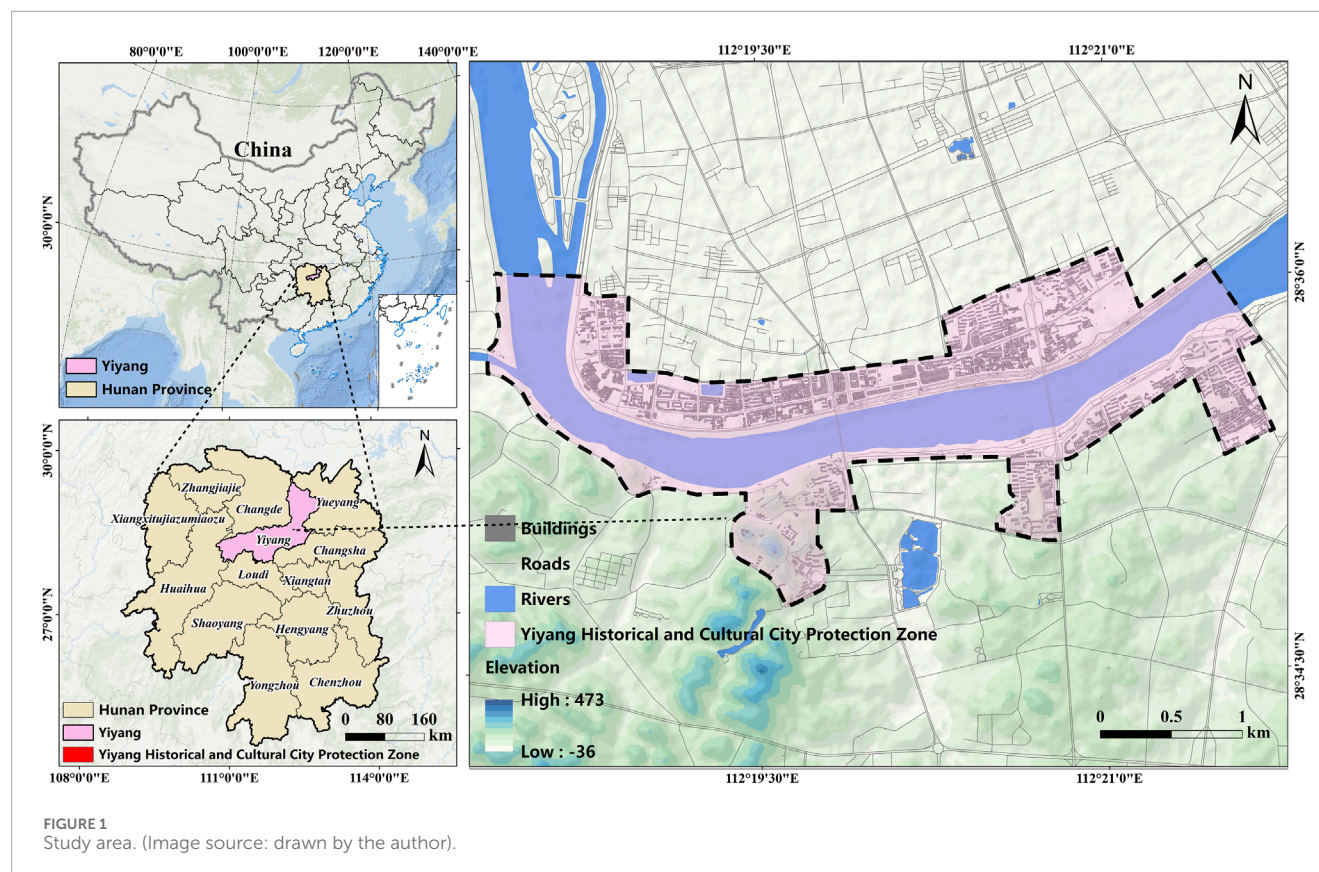 80°0'0"E 100°0'0"E 120°0'0"E 140°0'0"E
30°0'0"N
China
Yiyang
Hunan Province
30°0'0"N
27°0'0"N
N
Zhangjiajie
Changde
Yueyang
Xiangxitujiazumiaozu
Yiyang
Changsha
Loudi
Xiangtan
Huaihua
Zhuzhou
Shaoyang
Hengyang
Yongzhou
Chenzhou
Hunan Province
Yiyang
Yiyang Historical and Cultural City Protection Zone
0 80 160
km
108°0'0"E 111°0'0"E 114°0'0"E
112°19'30"E 112°21'0"E
N
28°36'0"N
28°34'30"N
Buildings
Roads
Rivers
Yiyang Historical and Cultural City Protection Zone
Elevation
High : 473
Low : -36
0 0.5 1
km
112°19'30"E 112°21'0"E
FIGURE 1
Study area. (Image source: drawn by the author).